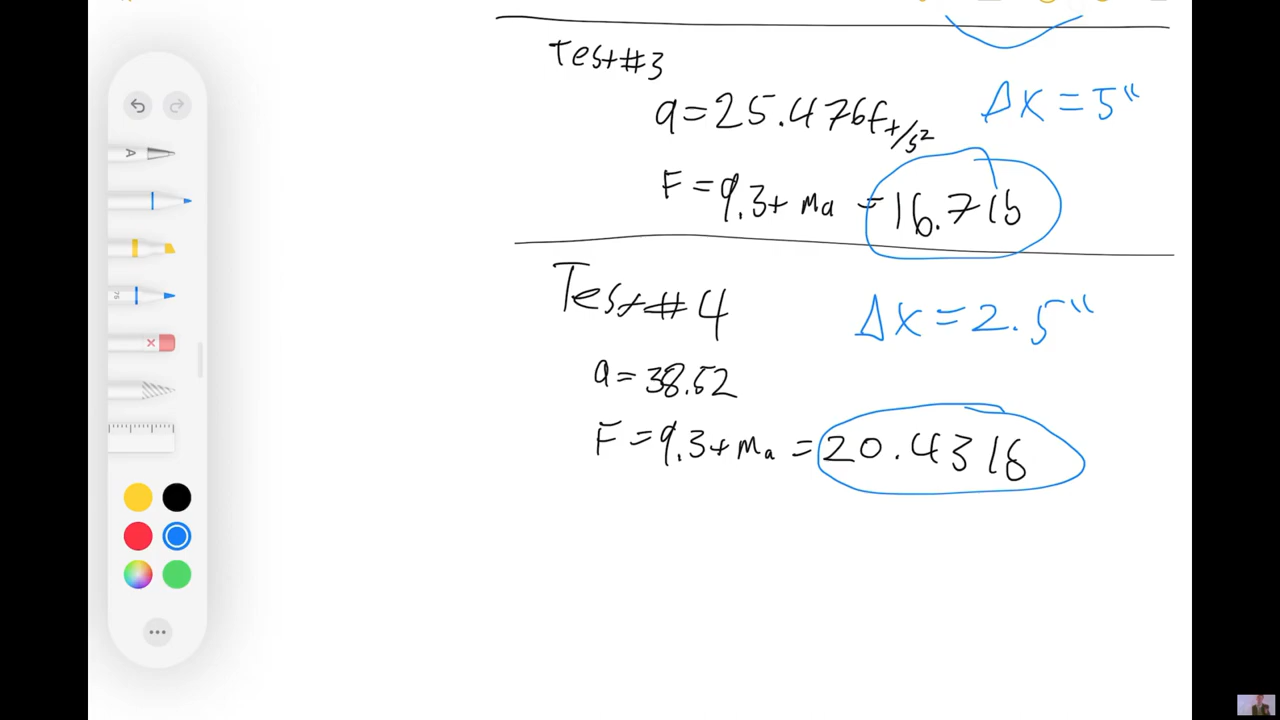 Test#3
a=25.476ft/s²
Δx=5"
F=9.3+ma=16.7lb
Test#4
Δx=2.5"
a=38.52
F=9.3+ma=20.43lb